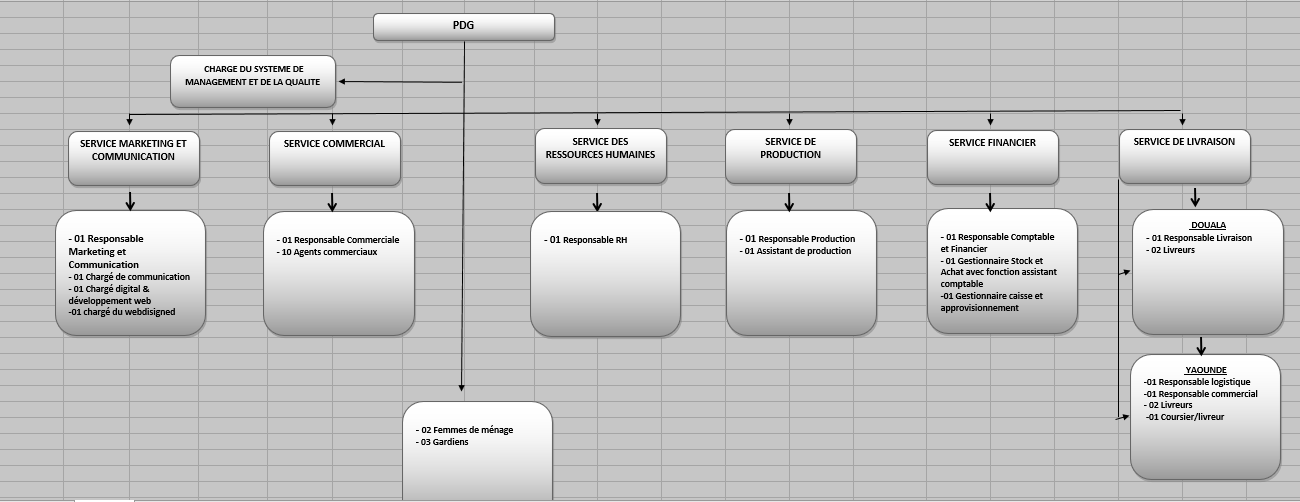 PDG
CHARGE DU SYSTEME DE
MANAGEMENT ET DE LA QUALITE
SERVICE MARKETING ET
COMMUNICATION
SERVICE COMMERCIAL
SERVICE DES
RESSOURCES HUMAINES
SERVICE DE
PRODUCTION
SERVICE FINANCIER
SERVICE DE LIVRAISON
- 01 Responsable
Marketing et
Communication
- 01 Chargé de communication
- 01 Chargé digital &
développement web
-01 chargé du webdisigned
- 01 Responsable Commerciale
- 10 Agents commerciaux
- 01 Responsable RH
- 01 Responsable Production
- 01 Assistant de production
- 01 Responsable Comptable
et Financier
- 01 Gestionnaire Stock et
Achat avec fonction assistant
comptable
-01 Gestionnaire caisse et
approvisionnement
DOUALA
- 01 Responsable Livraison
- 02 Livreurs
YAOUNDE
-01 Responsable logistique
-01 Responsable commercial
- 02 Livreurs
-01 Coursier/livreur
- 02 Femmes de ménage
- 03 Gardiens